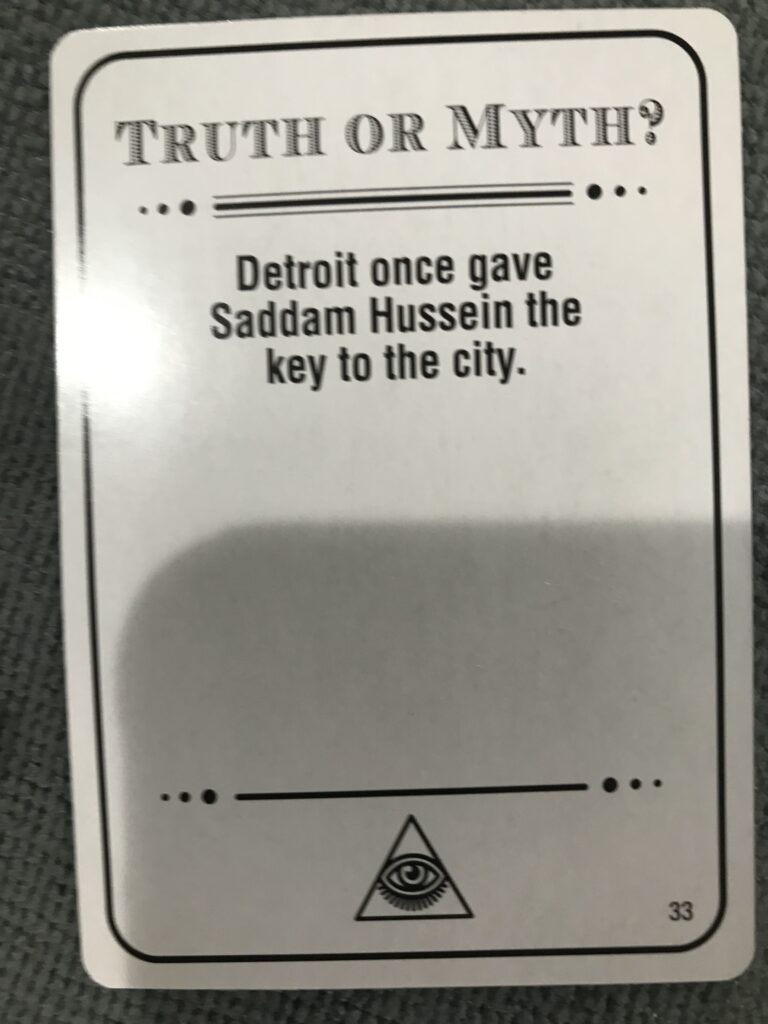 TRUTH OR MYTH?
Detroit once gave
Saddam Hussein the
key to the city.
33